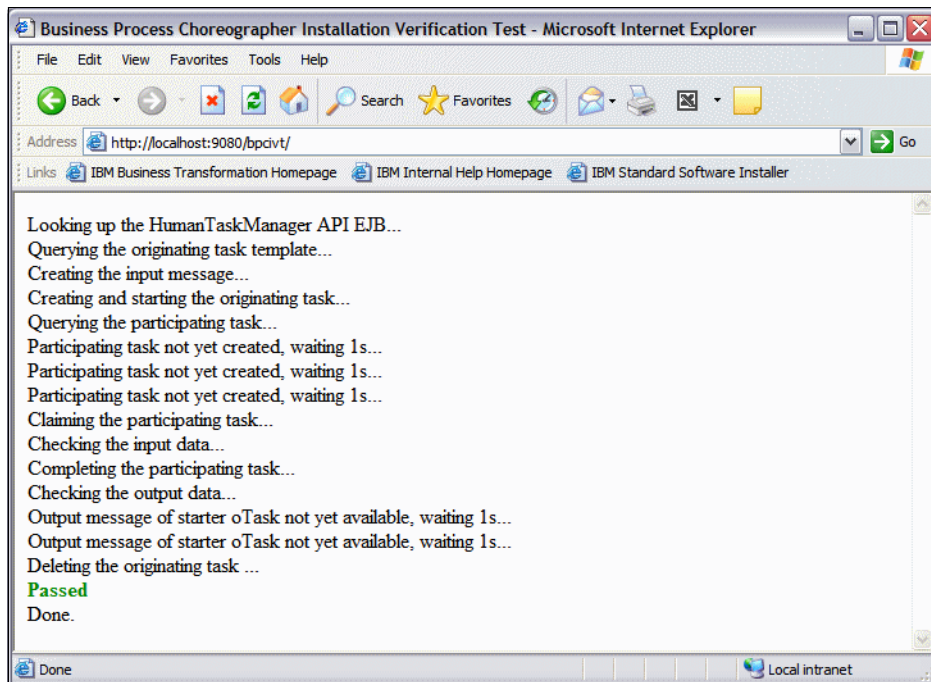 Business Process Choreographer Installation Verification Test - Microsoft Internet Explorer
File Edit View Favorites Tools Help
Back Search Favorites
Address http://localhost:9080/bpcivt/ Go
Links IBM Business Transformation Homepage IBM Internal Help Homepage IBM Standard Software Installer
Looking up the HumanTaskManager API EJB...
Querying the originating task template...
Creating the input message...
Creating and starting the originating task...
Querying the participating task...
Participating task not yet created, waiting 1s...
Participating task not yet created, waiting 1s...
Participating task not yet created, waiting 1s...
Claiming the participating task...
Checking the input data...
Completing the participating task...
Checking the output data...
Output message of starter oTask not yet available, waiting 1s...
Output message of starter oTask not yet available, waiting 1s...
Deleting the originating task ...
Passed
Done.
Done Local intranet